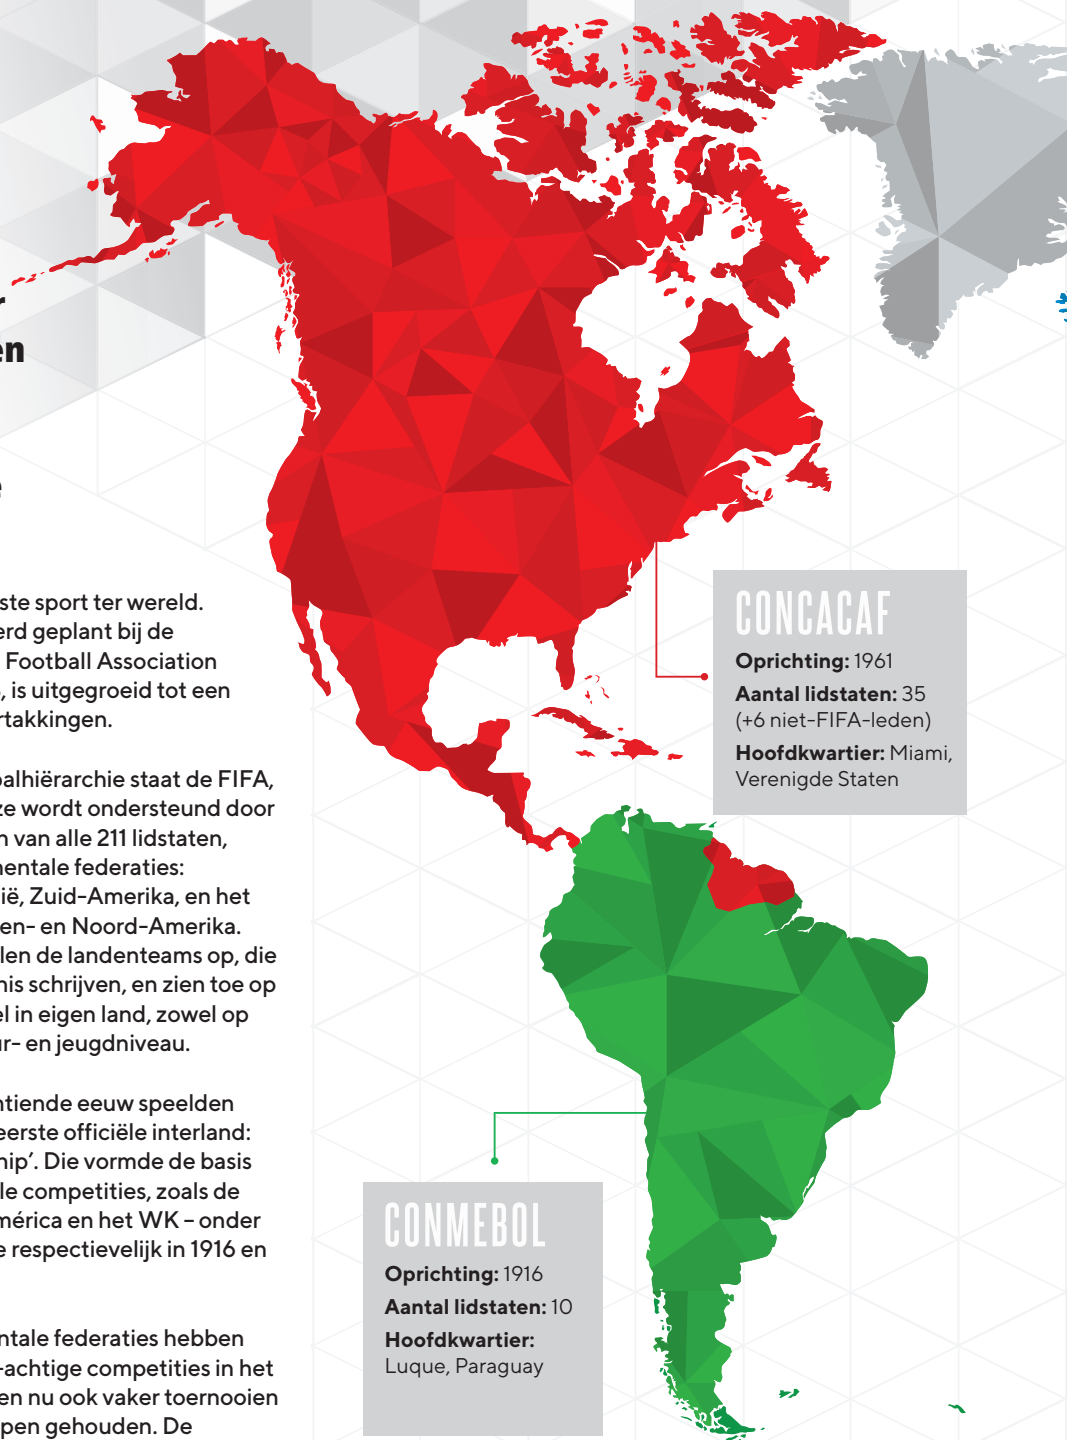 en
ste sport ter wereld.
erd geplant bij de
Football Association
, is uitgegroeid tot een
rtakkingen.
balhiërarchie staat de FIFA,
ze wordt ondersteund door
n van alle 211 lidstaten,
nentale federaties:
ië, Zuid-Amerika, en het
en- en Noord-Amerika.
len de landenteams op, die
nis schrijven, en zien toe op
el in eigen land, zowel op
ur- en jeugdniveau.
ntiende eeuw speelden
eerste officiële interland:
hip’. Die vormde de basis
le competities, zoals de
mérica en het WK – onder
e respectievelijk in 1916 en
ntale federaties hebben
-achtige competities in het
en nu ook vaker toernooien
pen gehouden. De
CONCACAF
Oprichting: 1961
Aantal lidstaten: 35
(+6 niet-FIFA-leden)
Hoofdkwartier: Miami,
Verenigde Staten
CONMEBOL
Oprichting: 1916
Aantal lidstaten: 10
Hoofdkwartier:
Luque, Paraguay